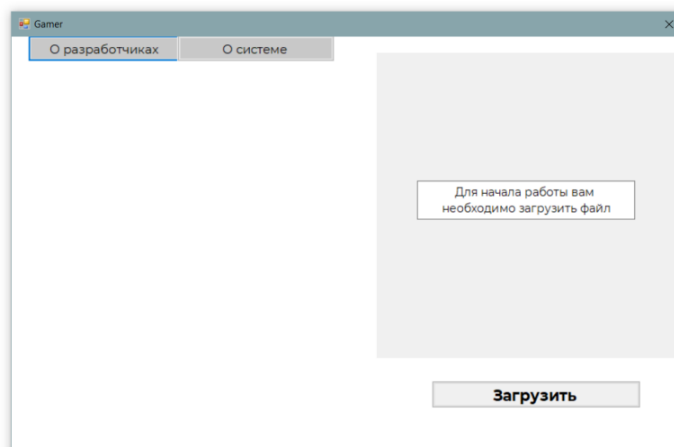 Gamer
О разработчиках
О системе
Для начала работы вам
необходимо загрузить файл
Загрузить